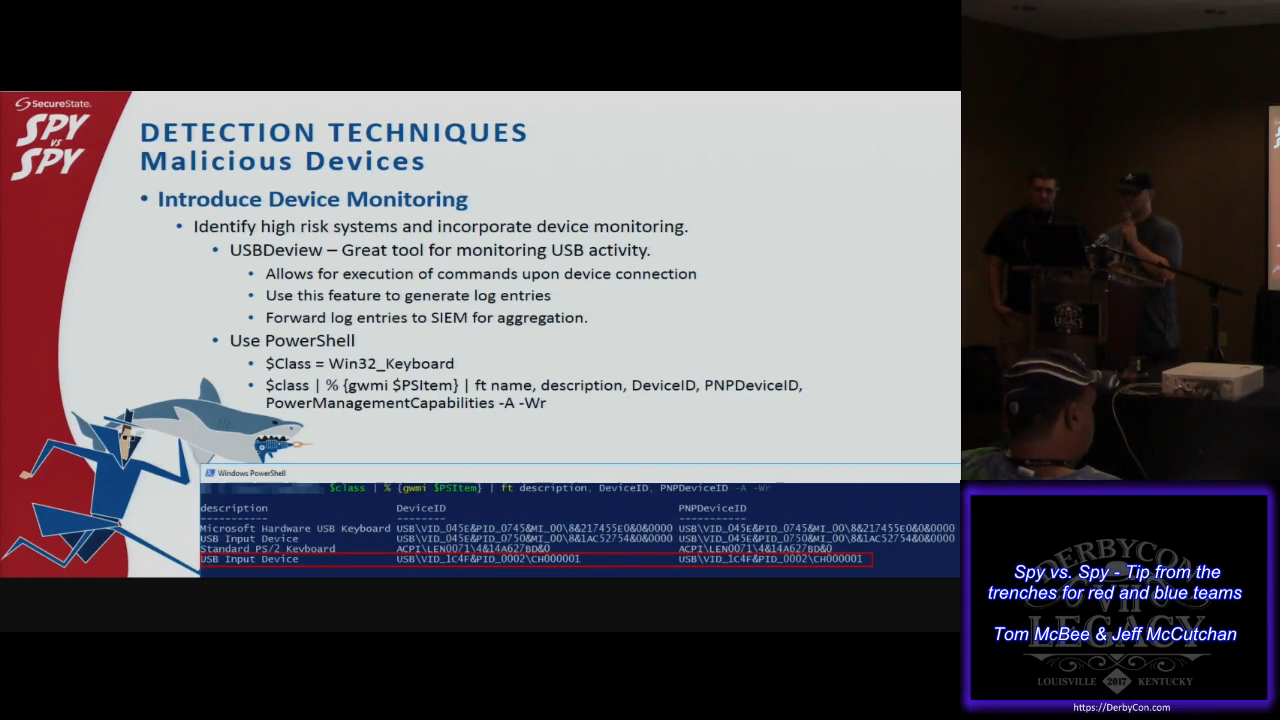 SecureState.
SPY
VS
SPY
DETECTION TECHNIQUES
Malicious Devices
• Introduce Device Monitoring
• Identify high risk systems and incorporate device monitoring.
• USBDeview – Great tool for monitoring USB activity.
• Allows for execution of commands upon device connection
• Use this feature to generate log entries
• Forward log entries to SIEM for aggregation.
• Use PowerShell
• $Class = Win32_Keyboard
• $class | % {gwmi $PSItem} | ft name, description, DeviceID, PNPDeviceID,
PowerManagementCapabilities -A -Wr
Windows PowerShell
$class | % {gwmi $PSItem} | ft description, DeviceID, PNPDeviceID -A -Wr
description DeviceID PNPDeviceID
----------- -------- -----------
Microsoft Hardware USB Keyboard USB\VID_045E&PID_0745&MI_00\8&217455E0&0&0000 USB\VID_045E&PID_0745&MI_00\8&217455E0&0&0000
USB Input Device USB\VID_045E&PID_0750&MI_00\8&1AC52754&0&0000 USB\VID_045E&PID_0750&MI_00\8&1AC52754&0&0000
Standard PS/2 Keyboard ACPI\LEN0071\4&14A627BD&0 ACPI\LEN0071\4&14A627BD&0
USB Input Device USB\VID_1C4F&PID_0002\CH000001 USB\VID_1C4F&PID_0002\CH000001
LEGACY
DERBYCON
VII
LEGACY
Spy vs. Spy - Tip from the
trenches for red and blue teams
Tom McBee & Jeff McCutchan
LOUISVILLE 2017 KENTUCKY
https://DerbyCon.com